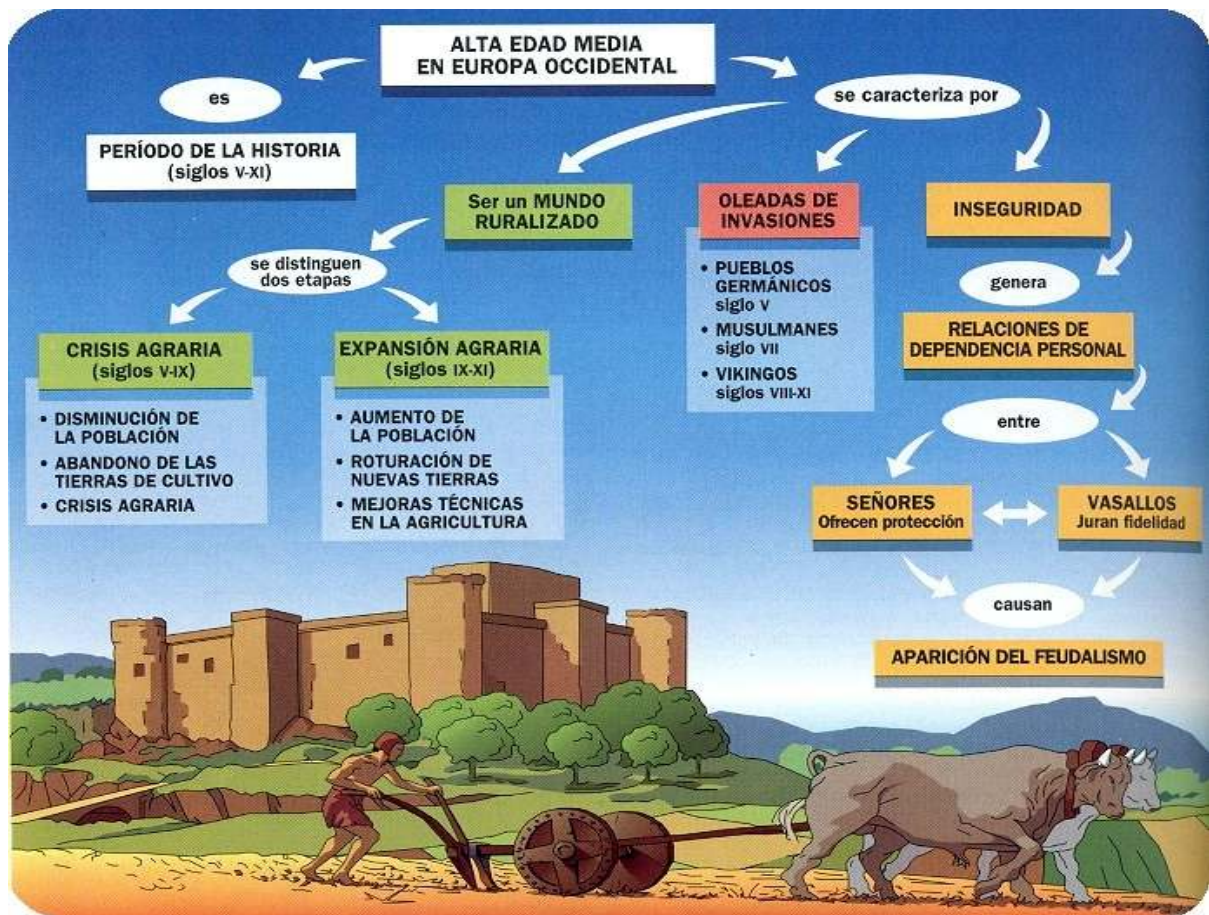 ALTA EDAD MEDIA
EN EUROPA OCCIDENTAL
es
se caracteriza por
PERÍODO DE LA HISTORIA
(siglos V-XI)
Ser un MUNDO
RURALIZADO
OLEADAS DE
INVASIONES
INSEGURIDAD
se distinguen
dos etapas
• PUEBLOS
GERMÁNICOS
siglo V
• MUSULMANES
siglo VII
• VIKINGOS
siglos VIII-XI
genera
RELACIONES DE
DEPENDENCIA PERSONAL
CRISIS AGRARIA
(siglos V-IX)
• DISMINUCIÓN DE
LA POBLACIÓN
• ABANDONO DE LAS
TIERRAS DE CULTIVO
• CRISIS AGRARIA
EXPANSIÓN AGRARIA
(siglos IX-XI)
• AUMENTO DE
LA POBLACIÓN
• ROTURACIÓN DE
NUEVAS TIERRAS
• MEJORAS TÉCNICAS
EN LA AGRICULTURA
entre
SEÑORES
Ofrecen protección
VASALLOS
Juran fidelidad
causan
APARICIÓN DEL FEUDALISMO